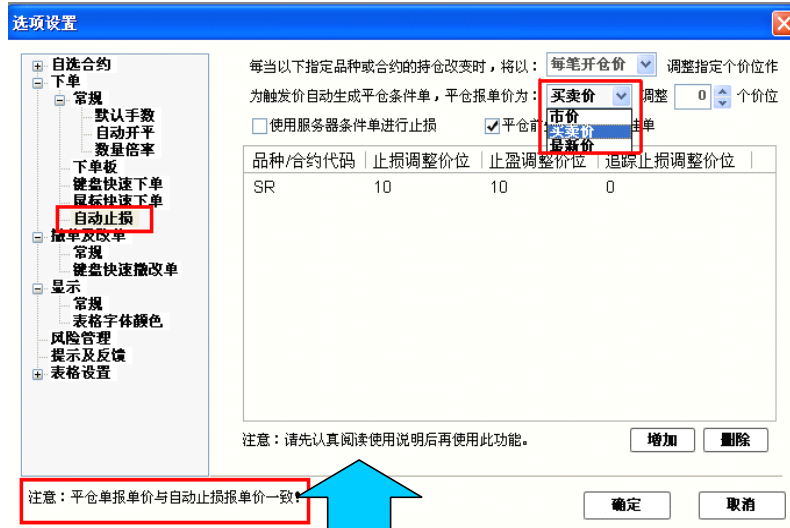 选项设置
自选合约
下单
常规
默认手数
自动开平
数量倍率
下单板
键盘快速下单
鼠标快速下单
自动止损
撤单及改单
常规
键盘快速撤改单
显示
常规
表格字体颜色
风险管理
提示及反馈
表格设置
每当以下指定品种或合约的持仓改变时，将以： 每笔开仓价 调整指定个价位作
为触发价自动生成平仓条件单，平仓报单价为： 买卖价 调整 0 个价位
市价
买卖价
最新价
使用服务器条件单进行止损 平仓前 挂单
品种/合约代码 止损调整价位 止盈调整价位 追踪止损调整价位
SR 10 10 0
注意：请先认真阅读使用说明后再使用此功能。 增加 删除
注意：平仓单报单价与自动止损报单价一致！
确定 取消